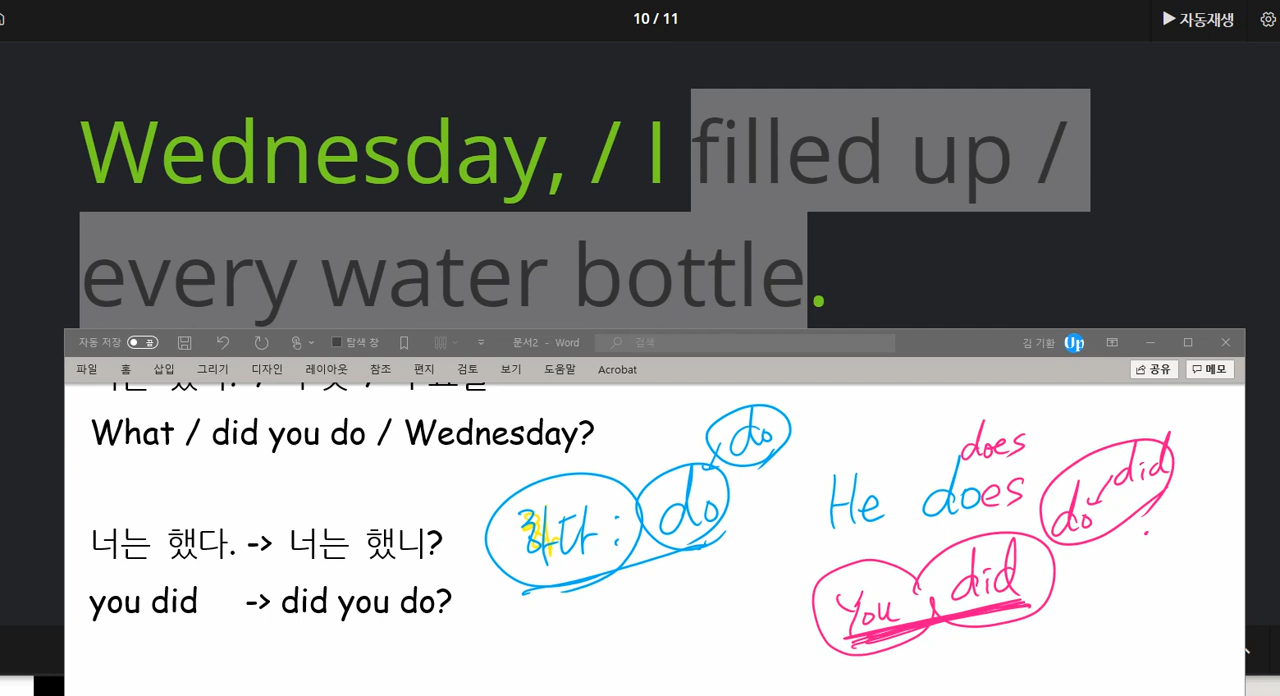 10 / 11
▶ 자동재생
Wednesday, / I filled up /
every water bottle.
자동 저장 끔
탐색 창
문서2 - Word
검색
김 기환
파일 홈 삽입 그리기 디자인 레이아웃 참조 편지 검토 보기 도움말 Acrobat
공유 메모
What / did you do / Wednesday?
너는 했다. -> 너는 했니?
you did -> did you do?
하다 : do
do
does
He does
do did
You did